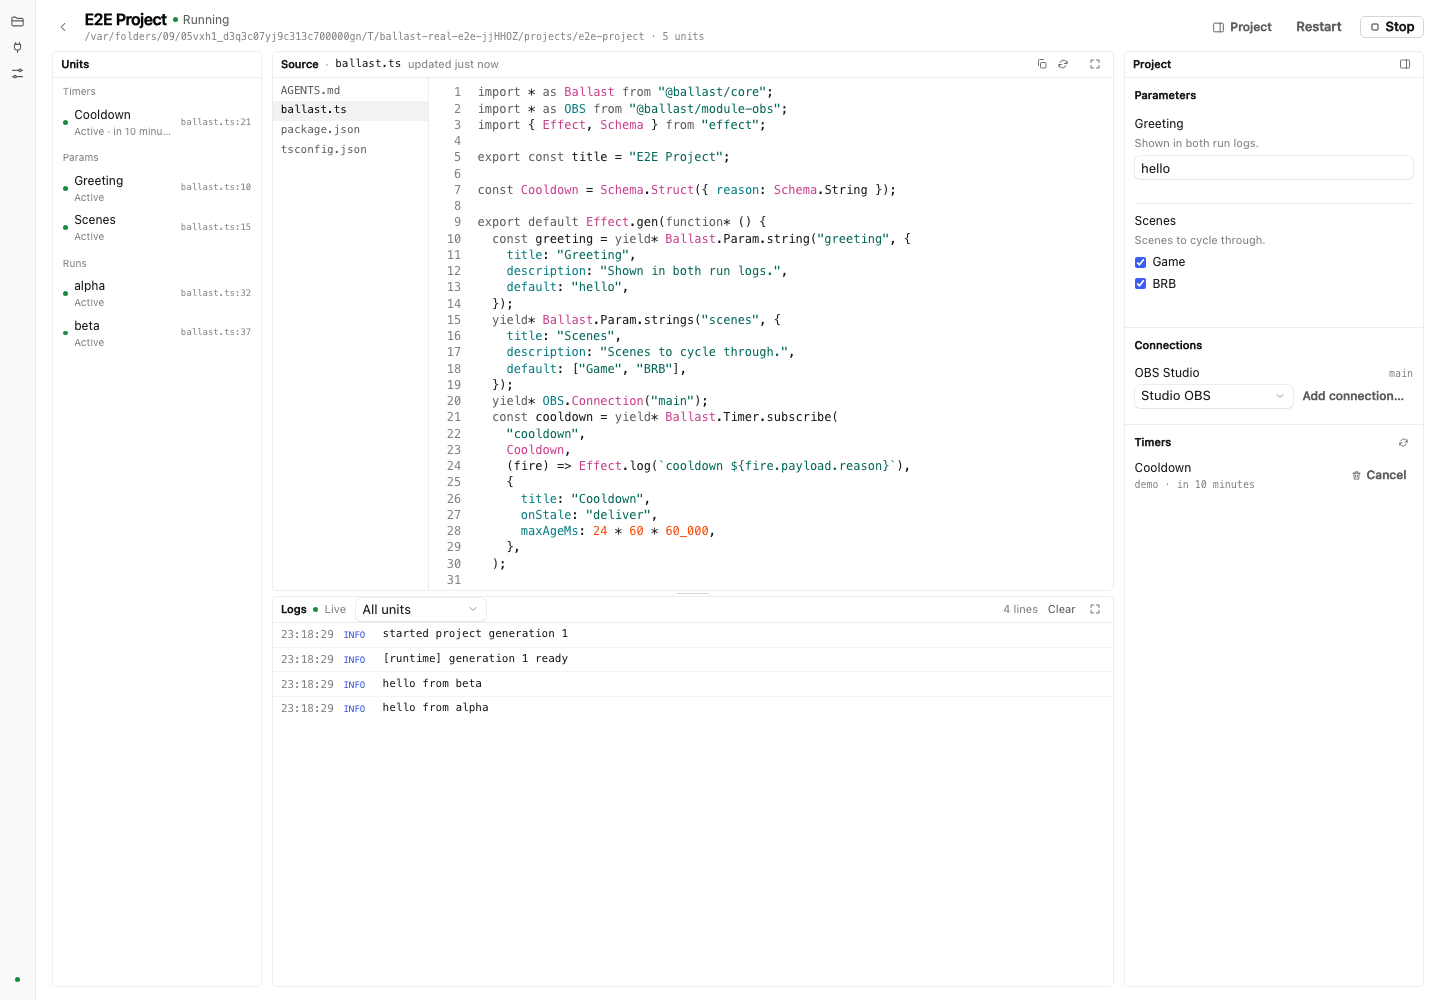 E2E Project Running
/var/folders/09/05vxh1_d3q3c07yj9c313c700000gn/T/ballast-real-e2e-jjHHOZ/projects/e2e-project · 5 units
Project Restart Stop
Units
Timers
Cooldown
Active · in 10 minu... ballast.ts:21
Params
Greeting
Active ballast.ts:10
Scenes
Active ballast.ts:15
Runs
alpha
Active ballast.ts:32
beta
Active ballast.ts:37
Source · ballast.ts updated just now
AGENTS.md
ballast.ts
package.json
tsconfig.json
1 import * as Ballast from "@ballast/core";
2 import * as OBS from "@ballast/module-obs";
3 import { Effect, Schema } from "effect";
4
5 export const title = "E2E Project";
6
7 const Cooldown = Schema.Struct({ reason: Schema.String });
8
9 export default Effect.gen(function* () {
10 const greeting = yield* Ballast.Param.string("greeting", {
11 title: "Greeting",
12 description: "Shown in both run logs.",
13 default: "hello",
14 });
15 yield* Ballast.Param.strings("scenes", {
16 title: "Scenes",
17 description: "Scenes to cycle through.",
18 default: ["Game", "BRB"],
19 });
20 yield* OBS.Connection("main");
21 const cooldown = yield* Ballast.Timer.subscribe(
22 "cooldown",
23 Cooldown,
24 (fire) => Effect.log(`cooldown ${fire.payload.reason}`),
25 {
26 title: "Cooldown",
27 onStale: "deliver",
28 maxAgeMs: 24 * 60 * 60_000,
29 },
30 );
31
Logs Live All units 4 lines Clear
23:18:29 INFO started project generation 1
23:18:29 INFO [runtime] generation 1 ready
23:18:29 INFO hello from beta
23:18:29 INFO hello from alpha
Project
Parameters
Greeting
Shown in both run logs.
hello
Scenes
Scenes to cycle through.
Game
BRB
Connections
OBS Studio main
Studio OBS Add connection...
Timers
Cooldown
demo · in 10 minutes
Cancel